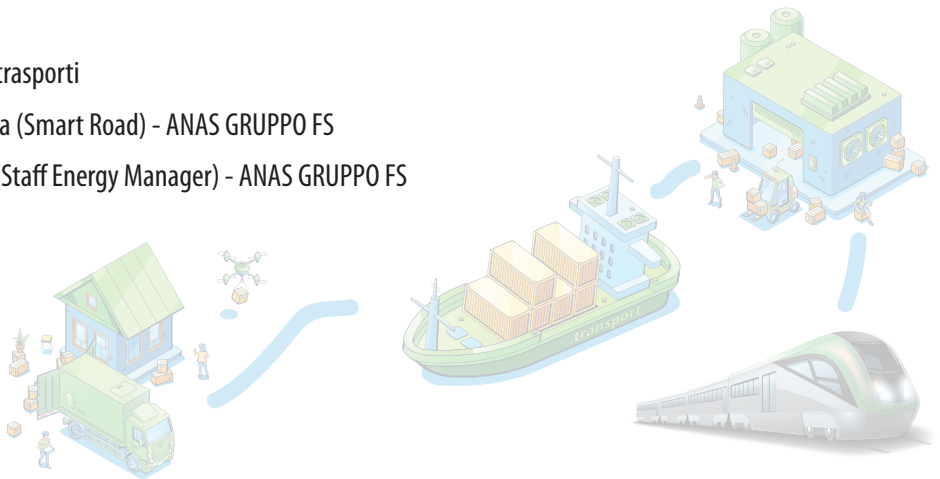 trasporti
a (Smart Road) - ANAS GRUPPO FS
(Staff Energy Manager) - ANAS GRUPPO FS
transport